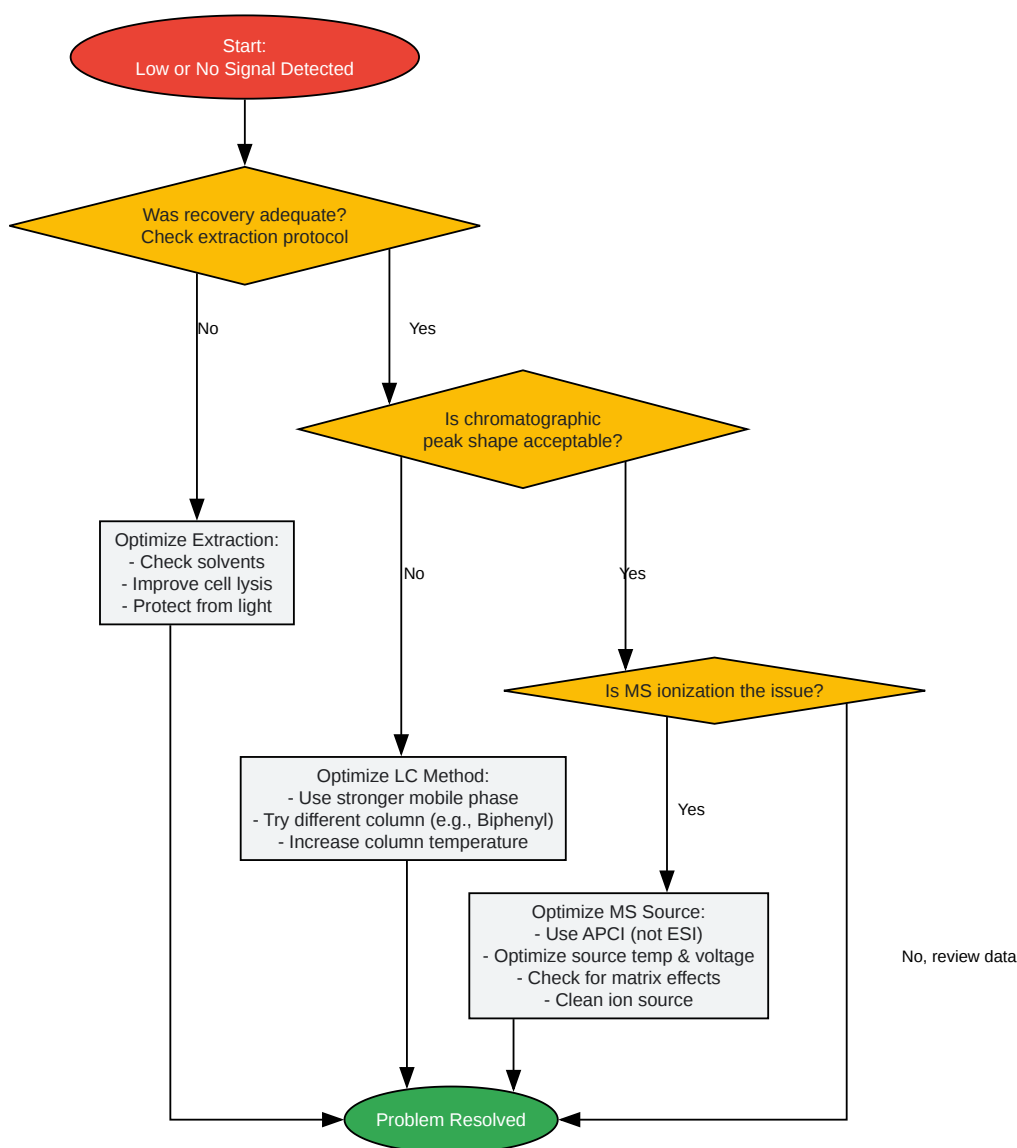 Start:
Low or No Signal Detected
Was recovery adequate?
Check extraction protocol
No
Yes
Is chromatographic
peak shape acceptable?
Optimize Extraction:
- Check solvents
- Improve cell lysis
- Protect from light
No
Yes
Is MS ionization the issue?
Optimize LC Method:
- Use stronger mobile phase
- Try different column (e.g., Biphenyl)
- Increase column temperature
Yes
Optimize MS Source:
- Use APCI (not ESI)
- Optimize source temp & voltage
- Check for matrix effects
- Clean ion source
No, review data
Problem Resolved